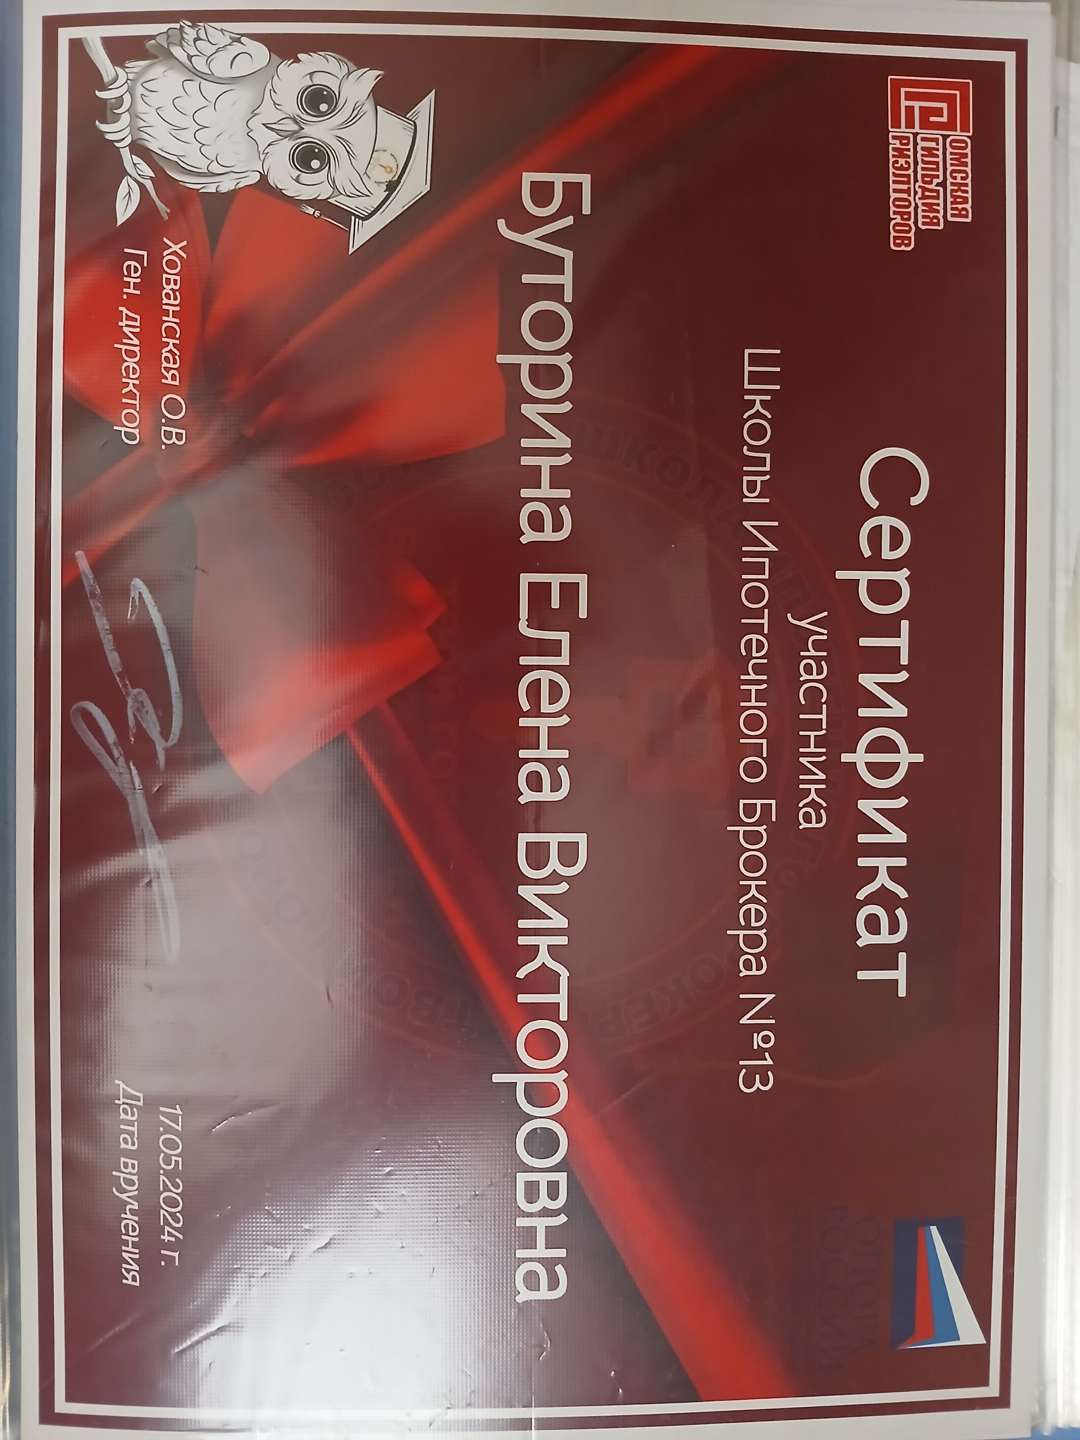 ОМСКАЯ
ГИЛЬДИЯ
РИЭЛТОРОВ
Сертификат
участника
Школы Ипотечного Брокера №13
Буторина Елена Викторовна
Хованская О.В.
Ген. директор
17.05.2024 г.
Дата вручения